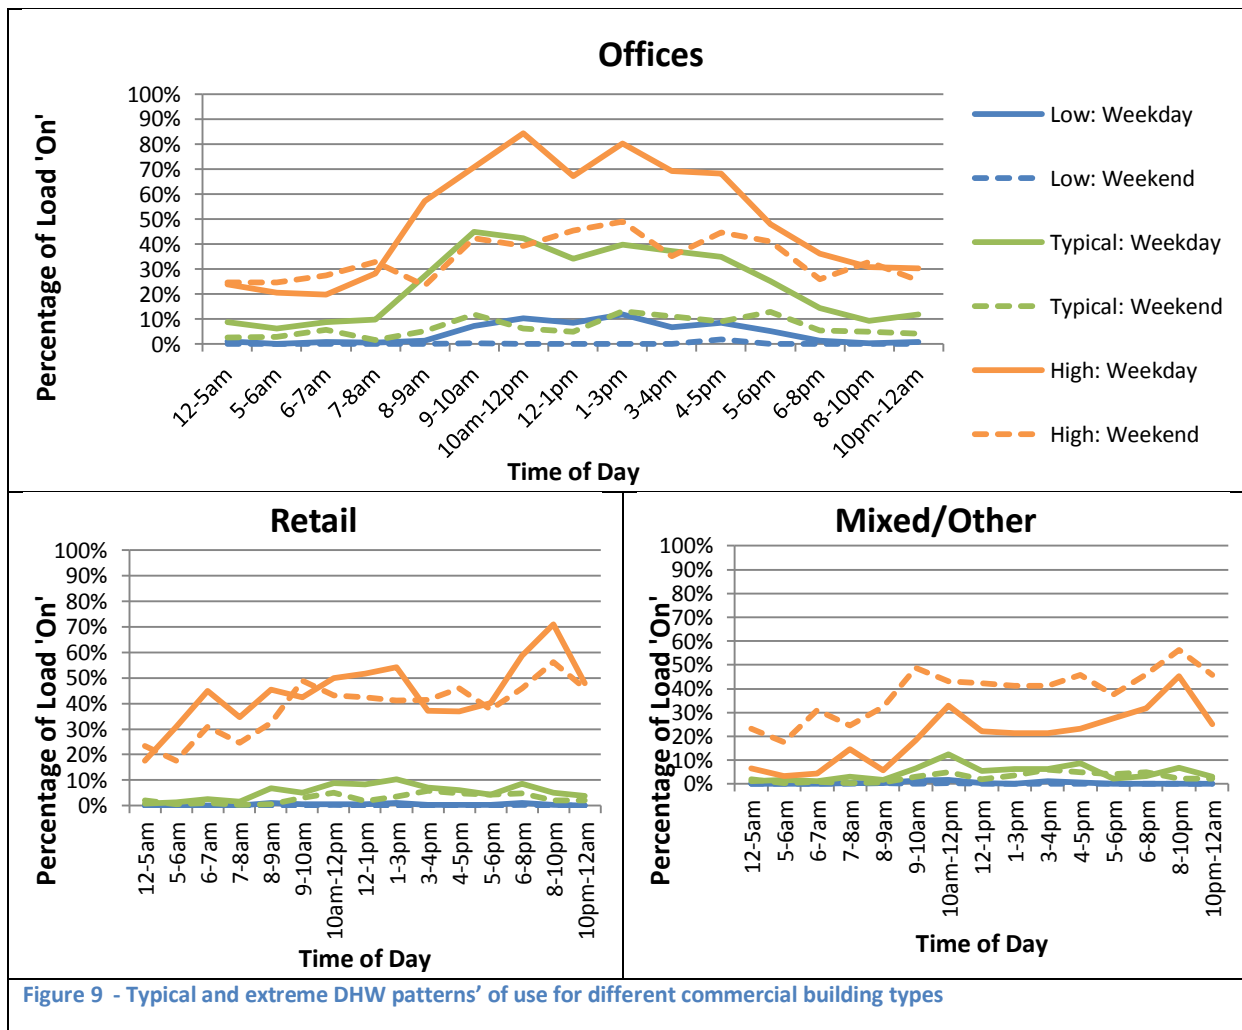 Offices
Percentage of Load 'On'
100%
90%
80%
70%
60%
50%
40%
30%
20%
10%
0%
12-5am
5-6am
6-7am
7-8am
8-9am
9-10am
10am-12pm
12-1pm
1-3pm
3-4pm
4-5pm
5-6pm
6-8pm
8-10pm
10pm-12am
Time of Day
Low: Weekday
Low: Weekend
Typical: Weekday
Typical: Weekend
High: Weekday
High: Weekend
Retail
Percentage of Load 'On'
100%
90%
80%
70%
60%
50%
40%
30%
20%
10%
0%
12-5am
5-6am
6-7am
7-8am
8-9am
9-10am
10am-12pm
12-1pm
1-3pm
3-4pm
4-5pm
5-6pm
6-8pm
8-10pm
10pm-12am
Time of Day
Mixed/Other
Percentage of Load 'On'
100%
90%
80%
70%
60%
50%
40%
30%
20%
10%
0%
12-5am
5-6am
6-7am
7-8am
8-9am
9-10am
10am-12pm
12-1pm
1-3pm
3-4pm
4-5pm
5-6pm
6-8pm
8-10pm
10pm-12am
Time of Day
Figure 9 - Typical and extreme DHW patterns’ of use for different commercial building types